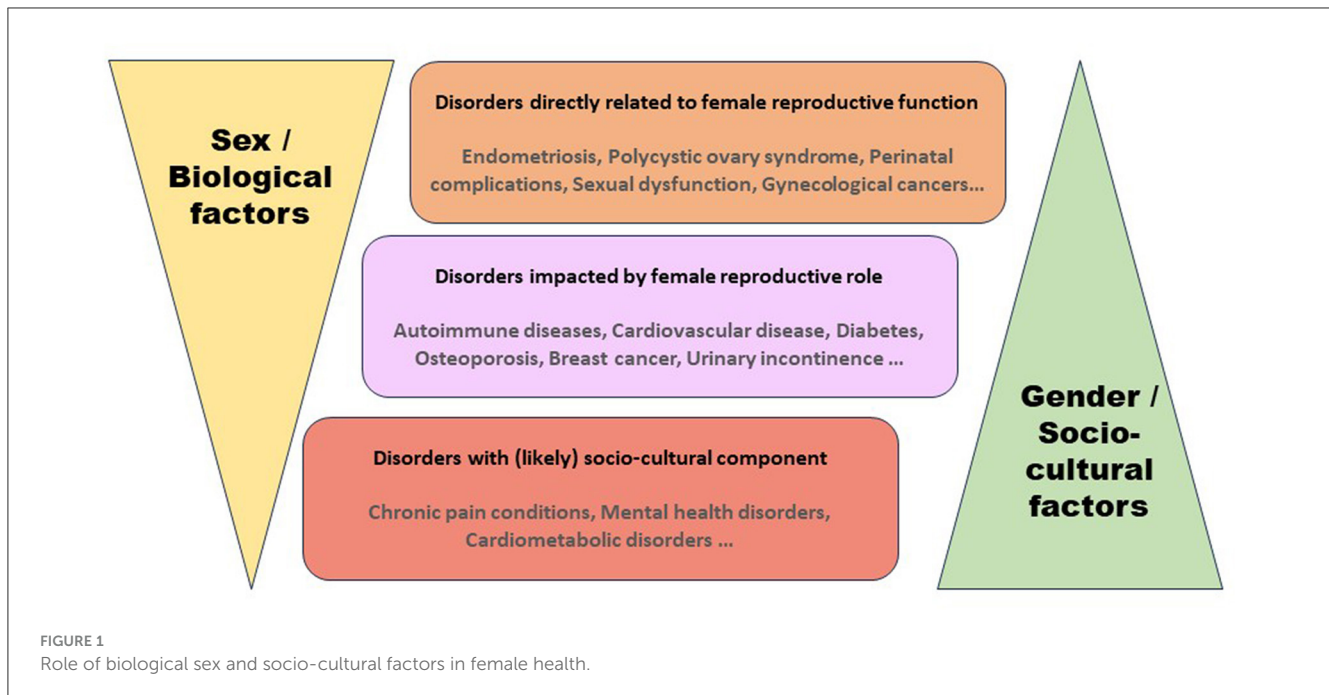 Sex /
Biological
factors
Disorders directly related to female reproductive function
Endometriosis, Polycystic ovary syndrome, Perinatal
complications, Sexual dysfunction, Gynecological cancers...
Disorders impacted by female reproductive role
Autoimmune diseases, Cardiovascular disease, Diabetes,
Osteoporosis, Breast cancer, Urinary incontinence ...
Disorders with (likely) socio-cultural component
Chronic pain conditions, Mental health disorders,
Cardiometabolic disorders ...
Gender /
Socio-
cultural
factors
FIGURE 1
Role of biological sex and socio-cultural factors in female health.